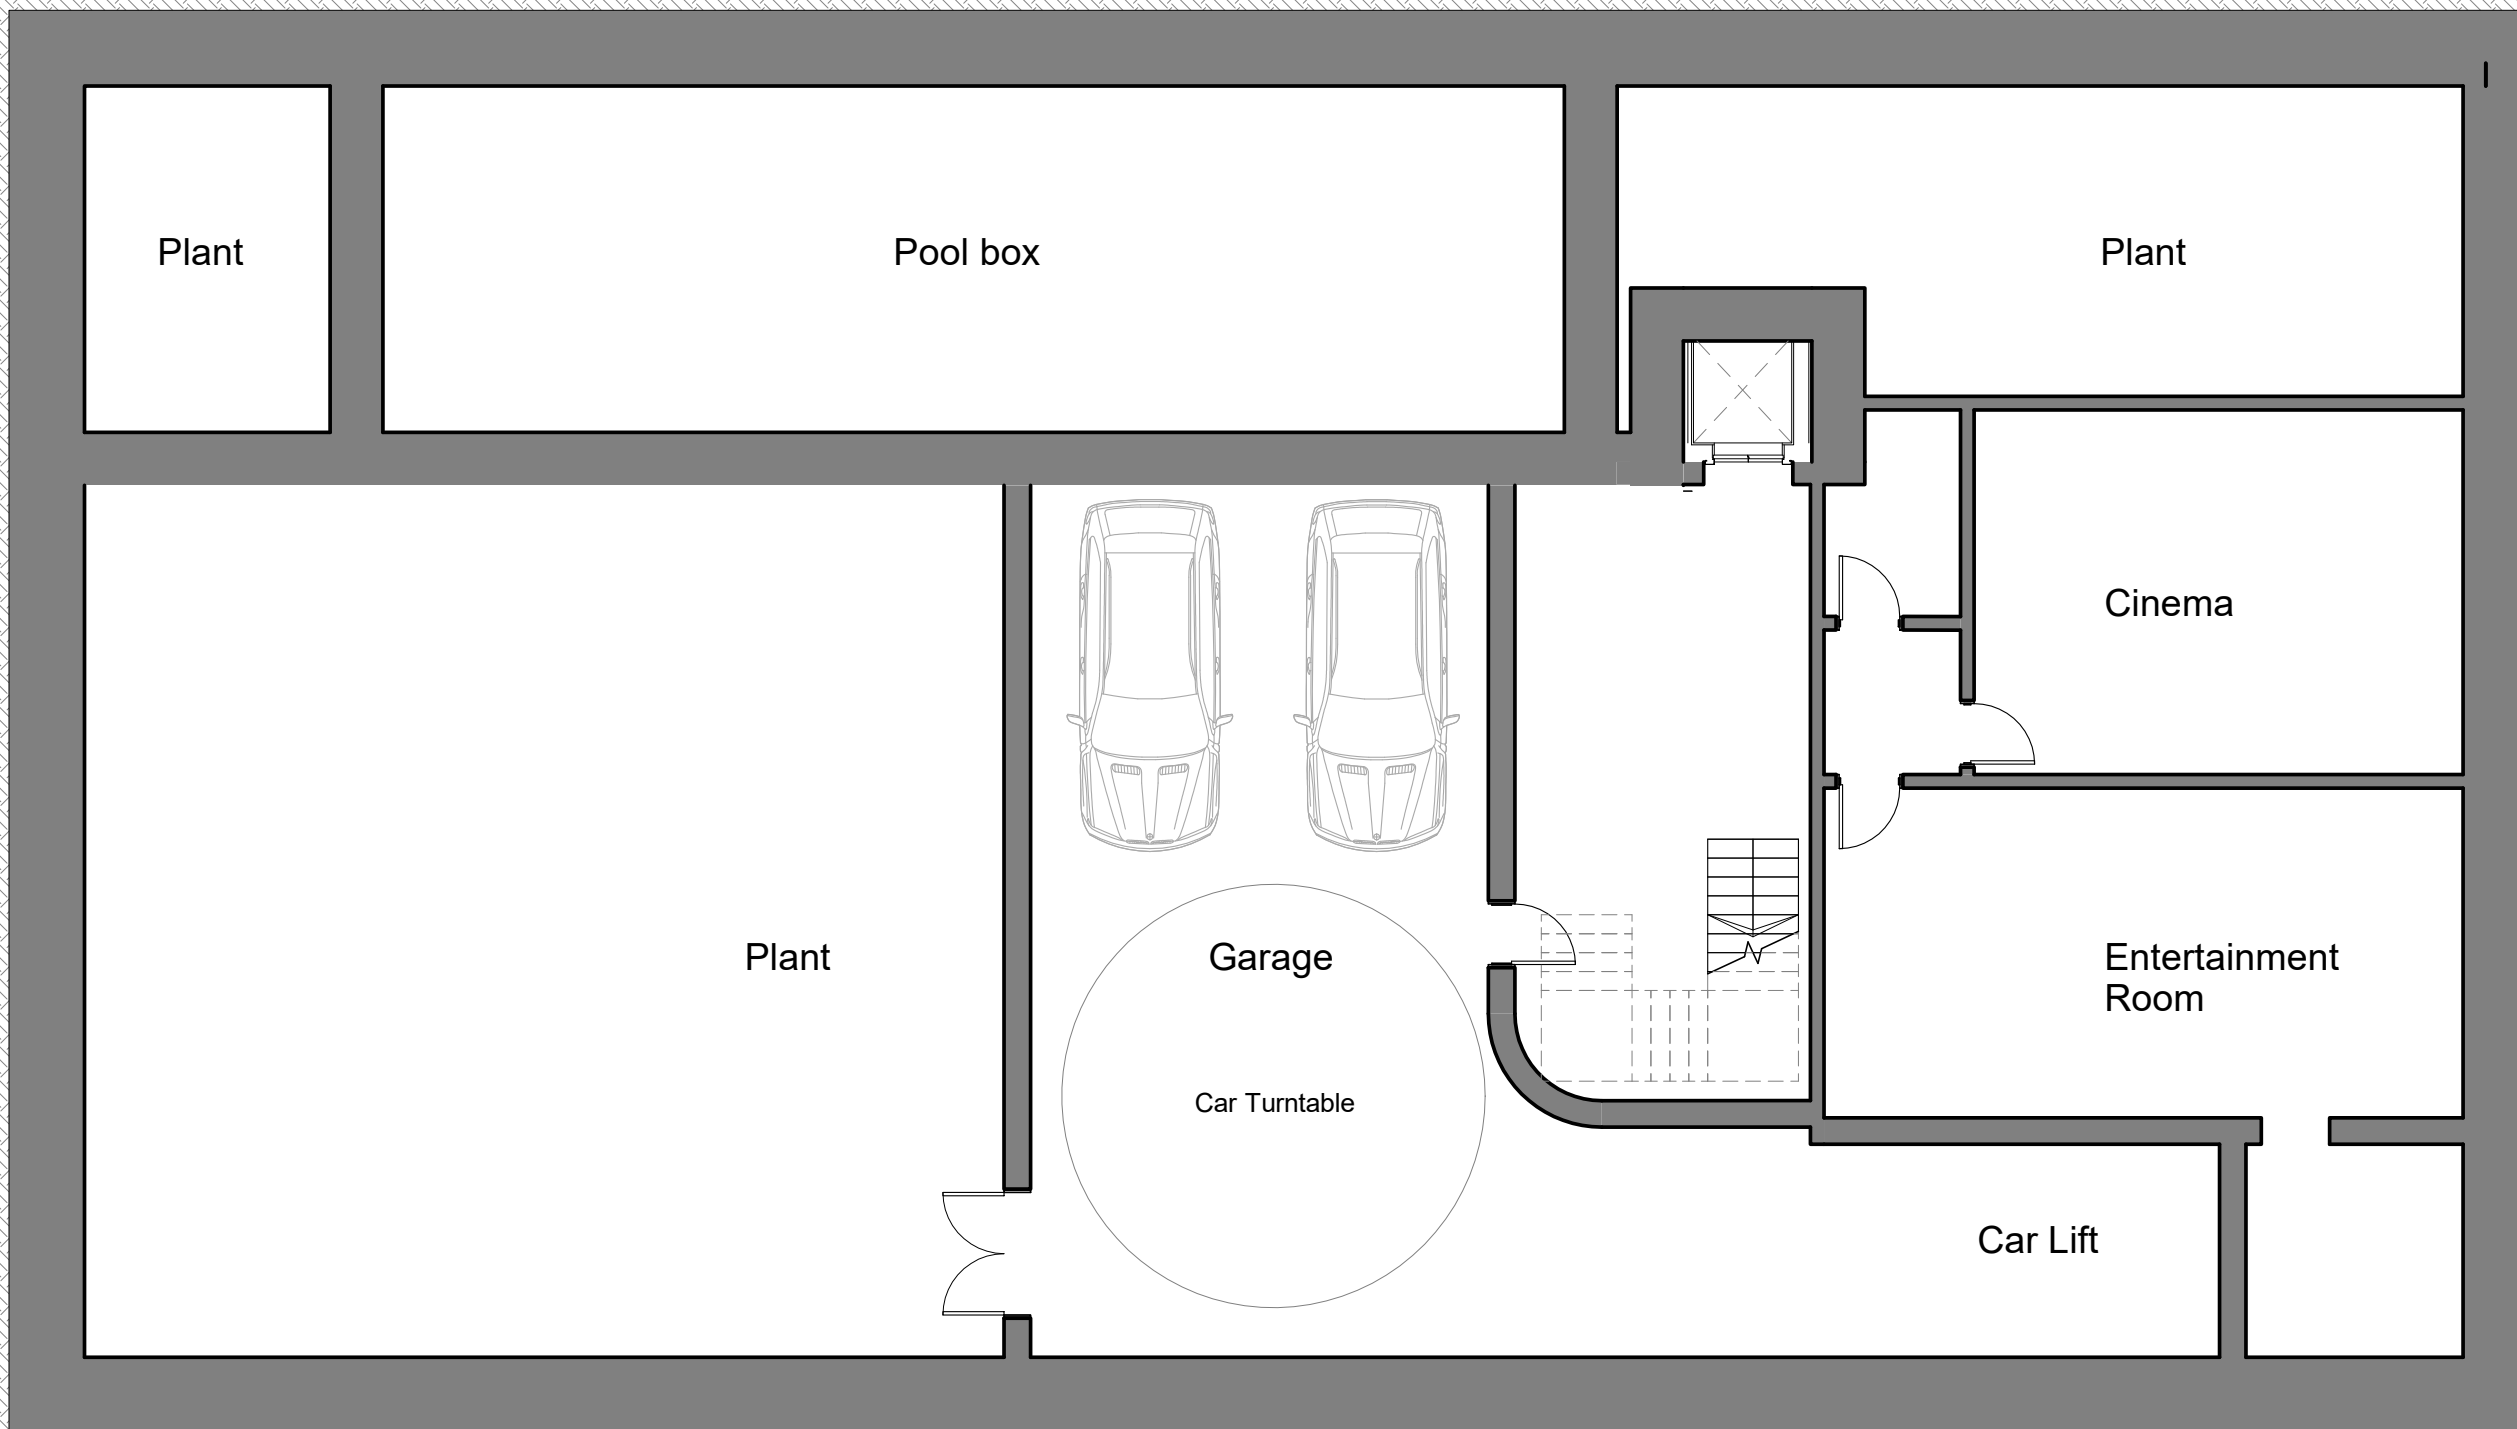 Plant
Pool box
Plant
Cinema
Plant
Garage
Entertainment
Room
Car Turntable
Car Lift